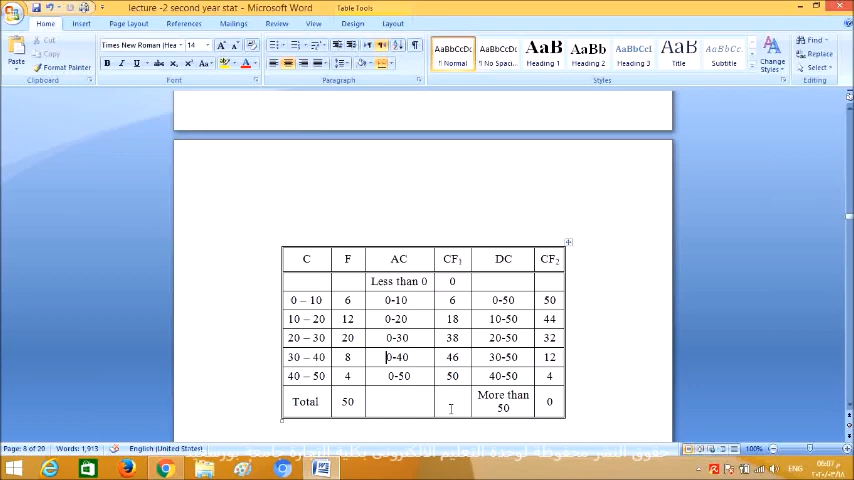 lecture -2 second year stat - Microsoft Word
Table Tools
Home Insert Page Layout References Mailings Review View Design Layout
Paste
Cut
Copy
Format Painter
Clipboard
Times New Roman (Hea 14
Font
Paragraph
AaBbCcDc AaBbCcDc AaBbC AaBbC AaBbCcI AaBbC AaBbCcI
¶ Normal ¶ No Spaci... Heading 1 Heading 2 Heading 3 Title Subtitle
Change Styles
Styles
Find
Replace
Select
Editing
C F AC CF₁ DC CF₂
Less than 0 0
0 – 10 6 0-10 6 0-50 50
10 – 20 12 0-20 18 10-50 44
20 – 30 20 0-30 38 20-50 32
30 – 40 8 0-40 46 30-50 12
40 – 50 4 0-50 50 40-50 4
Total 50 More than 50 0
Page: 8 of 20 Words: 1,913 English (United States) 100%
ENG